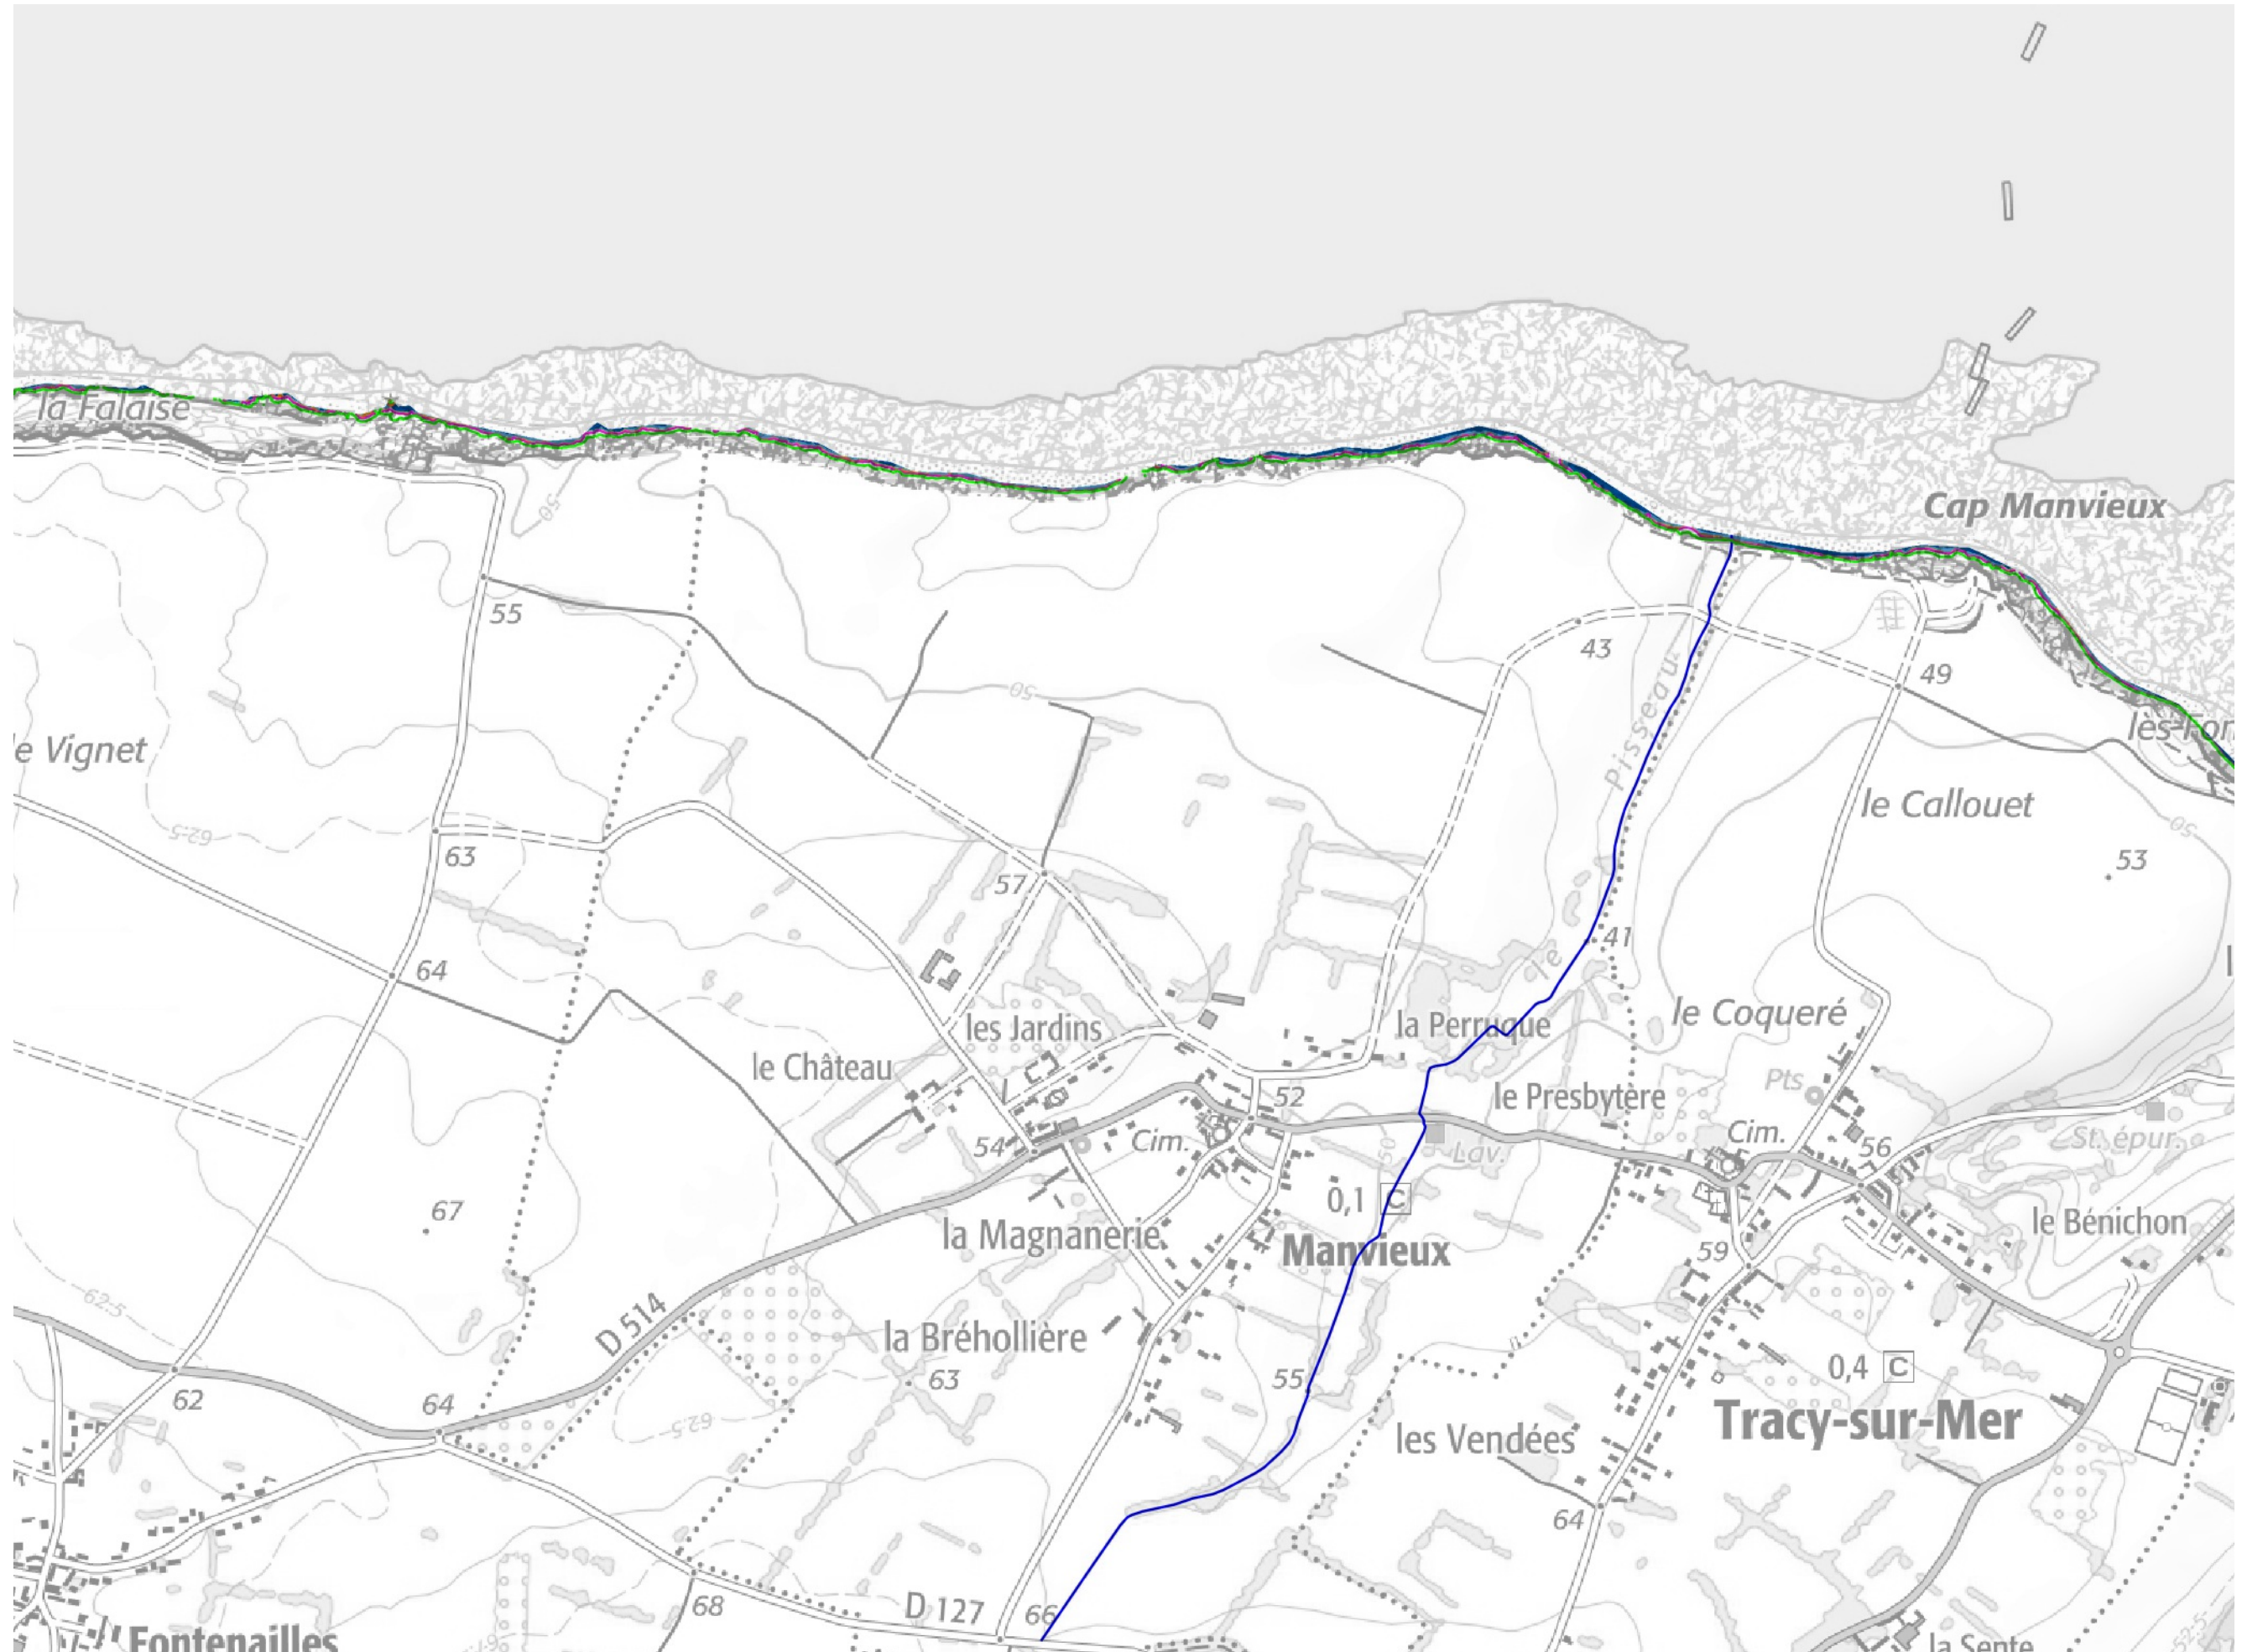 la Falaise
50
Cap Manvieux
55
43
49
50
Pisseau
lès-Fon
e Vignet
le Callouet
62.5
63
57
53
50
41
64
le
la Perruque
le Coqueré
les Jardins
le Château
Pts
le Presbytère
52
54
Cim.
Lav.
Cim.
56
St. épur.
67
0,1 C
la Magnanerie
Manvieux
50
59
le Bénichon
62.5
D 514
la Bréhollière
63
55
0,4 C
62
64
62.5
les Vendées
Tracy-sur-Mer
64
68
D 127
66
Fontenailles
la Sente
62.5